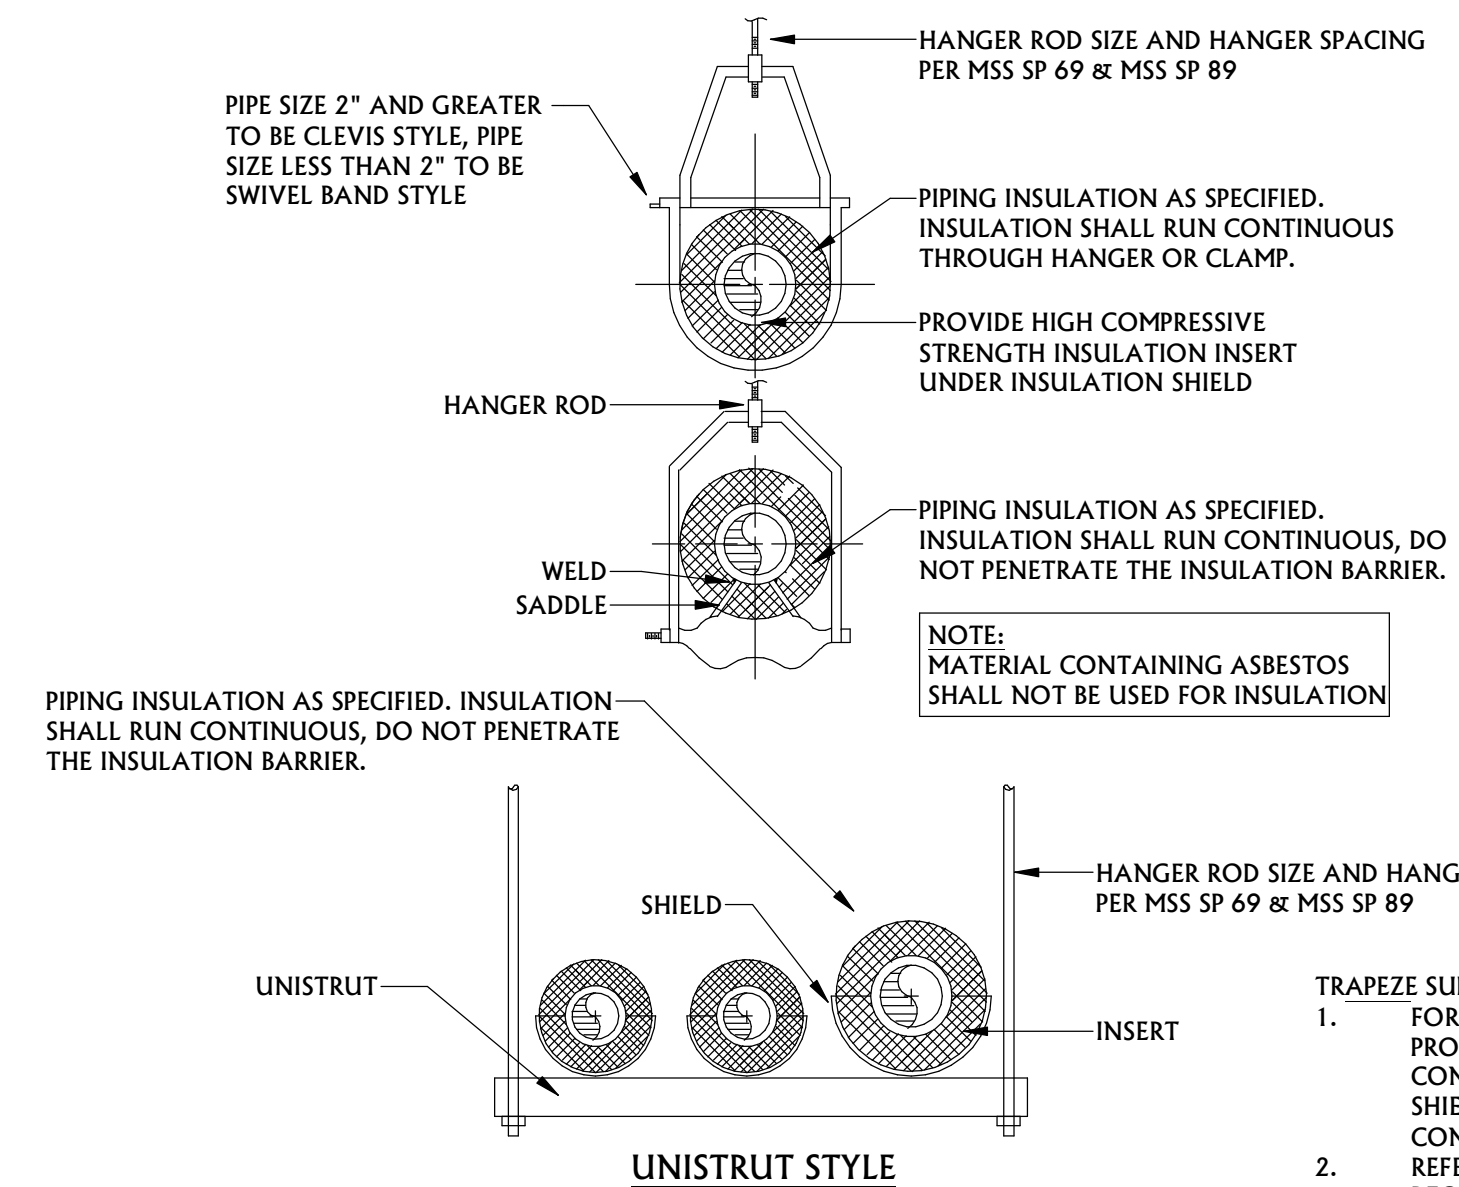 HANGER ROD SIZE AND HANGER SPACING
PER MSS SP 69 & MSS SP 89
PIPE SIZE 2" AND GREATER
TO BE CLEVIS STYLE, PIPE
SIZE LESS THAN 2" TO BE
SWIVEL BAND STYLE
PIPING INSULATION AS SPECIFIED.
INSULATION SHALL RUN CONTINUOUS
THROUGH HANGER OR CLAMP.
PROVIDE HIGH COMPRESSIVE
STRENGTH INSULATION INSERT
UNDER INSULATION SHIELD
HANGER ROD
PIPING INSULATION AS SPECIFIED.
INSULATION SHALL RUN CONTINUOUS, DO
NOT PENETRATE THE INSULATION BARRIER.
WELD
SADDLE
NOTE:
MATERIAL CONTAINING ASBESTOS
SHALL NOT BE USED FOR INSULATION
PIPING INSULATION AS SPECIFIED. INSULATION
SHALL RUN CONTINUOUS, DO NOT PENETRATE
THE INSULATION BARRIER.
HANGER ROD SIZE AND HANG
PER MSS SP 69 & MSS SP 89
SHIELD
UNISTRUT
INSERT
TRAPEZE
1. FOR
2.
UNISTRUT STYLE